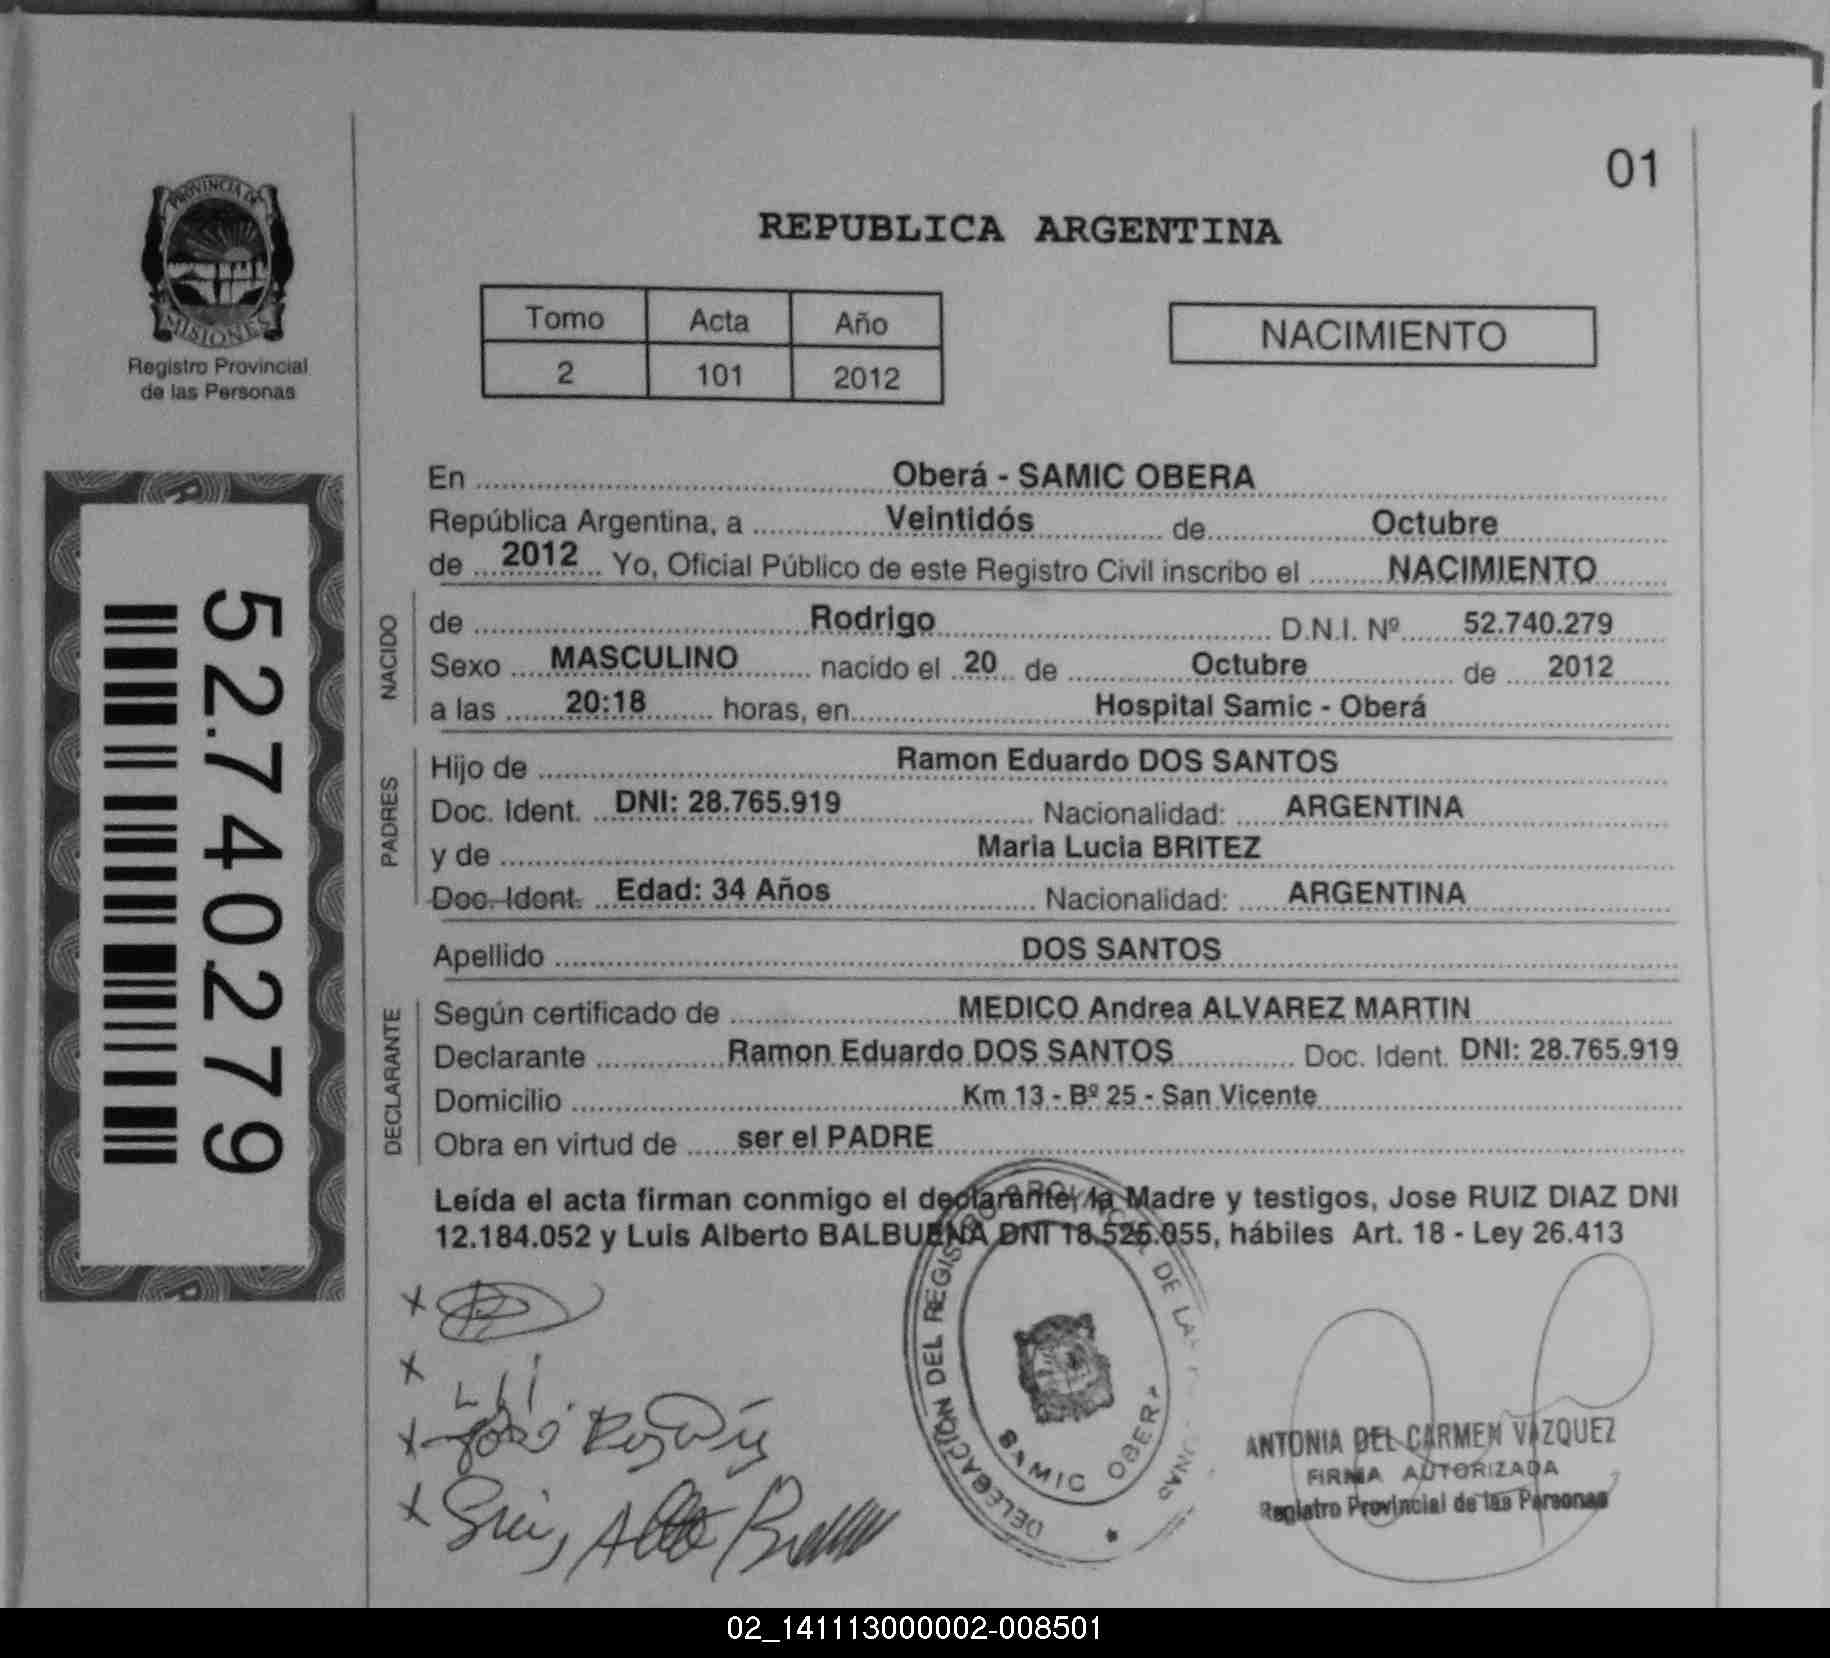 01
PROVINCIA DE
MISIONES
Registro Provincial
de las Personas
REPUBLICA ARGENTINA
Tomo Acta Año
2 101 2012
NACIMIENTO
52.740.279
En Oberá - SAMIC OBERA
República Argentina, a Veintidós de Octubre
de 2012 Yo, Oficial Público de este Registro Civil inscribo el NACIMIENTO
NACIDO
de Rodrigo D.N.I. Nº 52.740.279
Sexo MASCULINO nacido el 20 de Octubre de 2012
a las 20:18 horas, en Hospital Samic - Oberá
PADRES
Hijo de Ramon Eduardo DOS SANTOS
Doc. Ident. DNI: 28.765.919 Nacionalidad: ARGENTINA
y de Maria Lucia BRITEZ
Doc. Ident. Edad: 34 Años Nacionalidad: ARGENTINA
Apellido DOS SANTOS
DECLARANTE
Según certificado de MEDICO Andrea ALVAREZ MARTIN
Declarante Ramon Eduardo DOS SANTOS Doc. Ident. DNI: 28.765.919
Domicilio Km 13 - Bº 25 - San Vicente
Obra en virtud de ser el PADRE
Leída el acta firman conmigo el declarante, la Madre y testigos, Jose RUIZ DIAZ DNI
12.184.052 y Luis Alberto BALBUENA DNI 18.525.055, hábiles Art. 18 - Ley 26.413
DELEGACIÓN DEL REGISTRO PROVINCIAL DE LAS
SAMIC OBERA
ANTONIA DEL CARMEN VAZQUEZ
FIRMA AUTORIZADA
Registro Provincial de las Personas
02_141113000002-008501